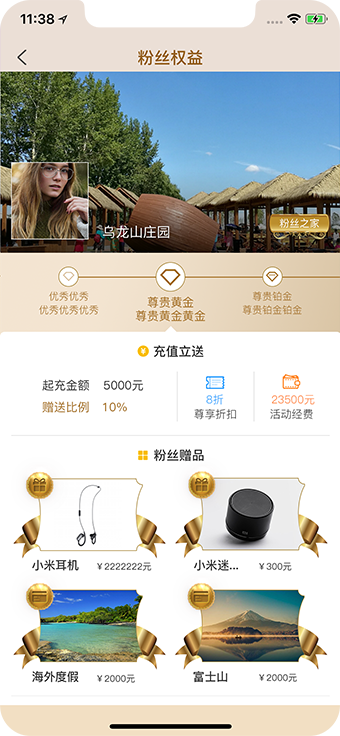 11:38
粉丝权益
乌龙山庄园
粉丝之家
优秀优秀
优秀优秀优秀
尊贵黄金
尊贵黄金黄金
尊贵铂金
尊贵铂金铂金
充值立送
起充金额 5000元
赠送比例 10%
8折
尊享折扣
23500元
活动经费
粉丝赠品
小米耳机 ¥2222222元
小米迷... ¥300元
海外度假 ¥2000元
富士山 ¥2000元